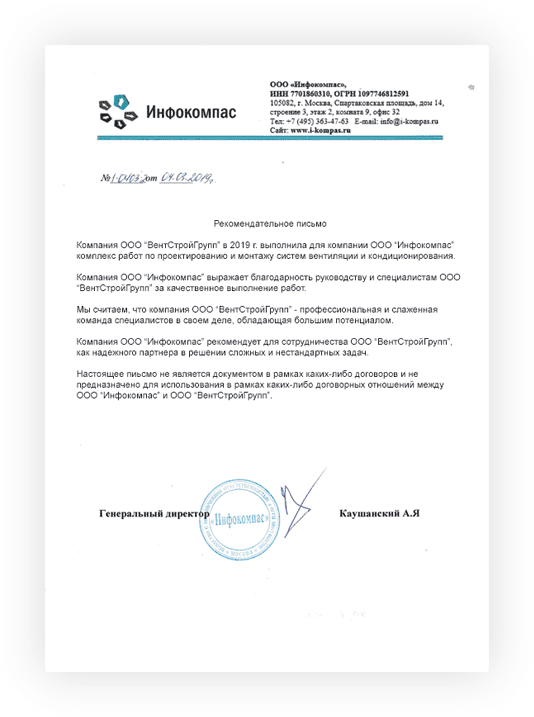 Инфокомпас
ООО «Инфокомпас»,
ИНН 7701860310, ОГРН 1097746812591
105082, г. Москва, Спартаковская площадь, дом 14,
строение 3, этаж 2, комната 9, офис 32
Тел: +7 (495) 363-47-63 E-mail: info@i-kompas.ru
Сайт: www.i-kompas.ru
№ от 04.03.2019г.
Рекомендательное письмо
Компания ООО “ВентСтройГрупп” в 2019 г. выполнила для компании ООО “Инфокомпас”
комплекс работ по проектированию и монтажу систем вентиляции и кондиционирования.
Компания ООО “Инфокомпас” выражает благодарность руководству и специалистам ООО
“ВентСтройГрупп” за качественное выполнение работ.
Мы считаем, что компания ООО “ВентСтройГрупп” - профессиональная и слаженная
команда специалистов в своем деле, обладающая большим потенциалом.
Компания ООО “Инфокомпас” рекомендует для сотрудничества ООО “ВентСтройГрупп”,
как надежного партнера в решении сложных и нестандартных задач.
Настоящее письмо не является документом в рамках каких-либо договоров и не
предназначено для использования в рамках каких-либо договорных отношений между
ООО “Инфокомпас” и ООО “ВентСтройГрупп”.
Генеральный директор
Инфокомпас
МОСКВА
Каушанский А.Я